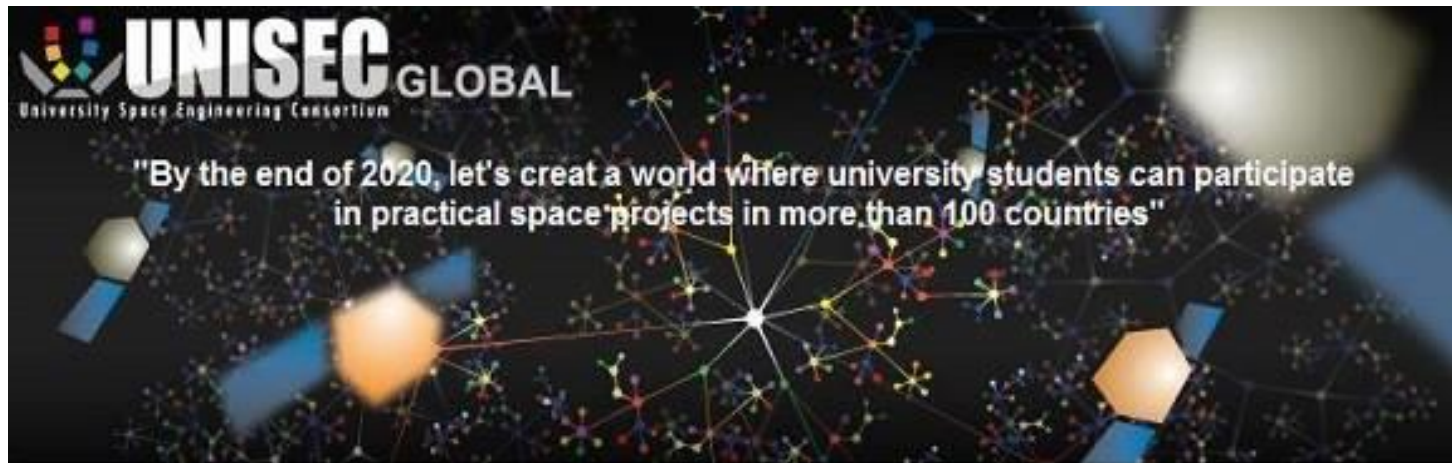 UNISEC GLOBAL
University Space Engineering Consortium
"By the end of 2020, let's creat a world where university students can participate
in practical space projects in more than 100 countries"